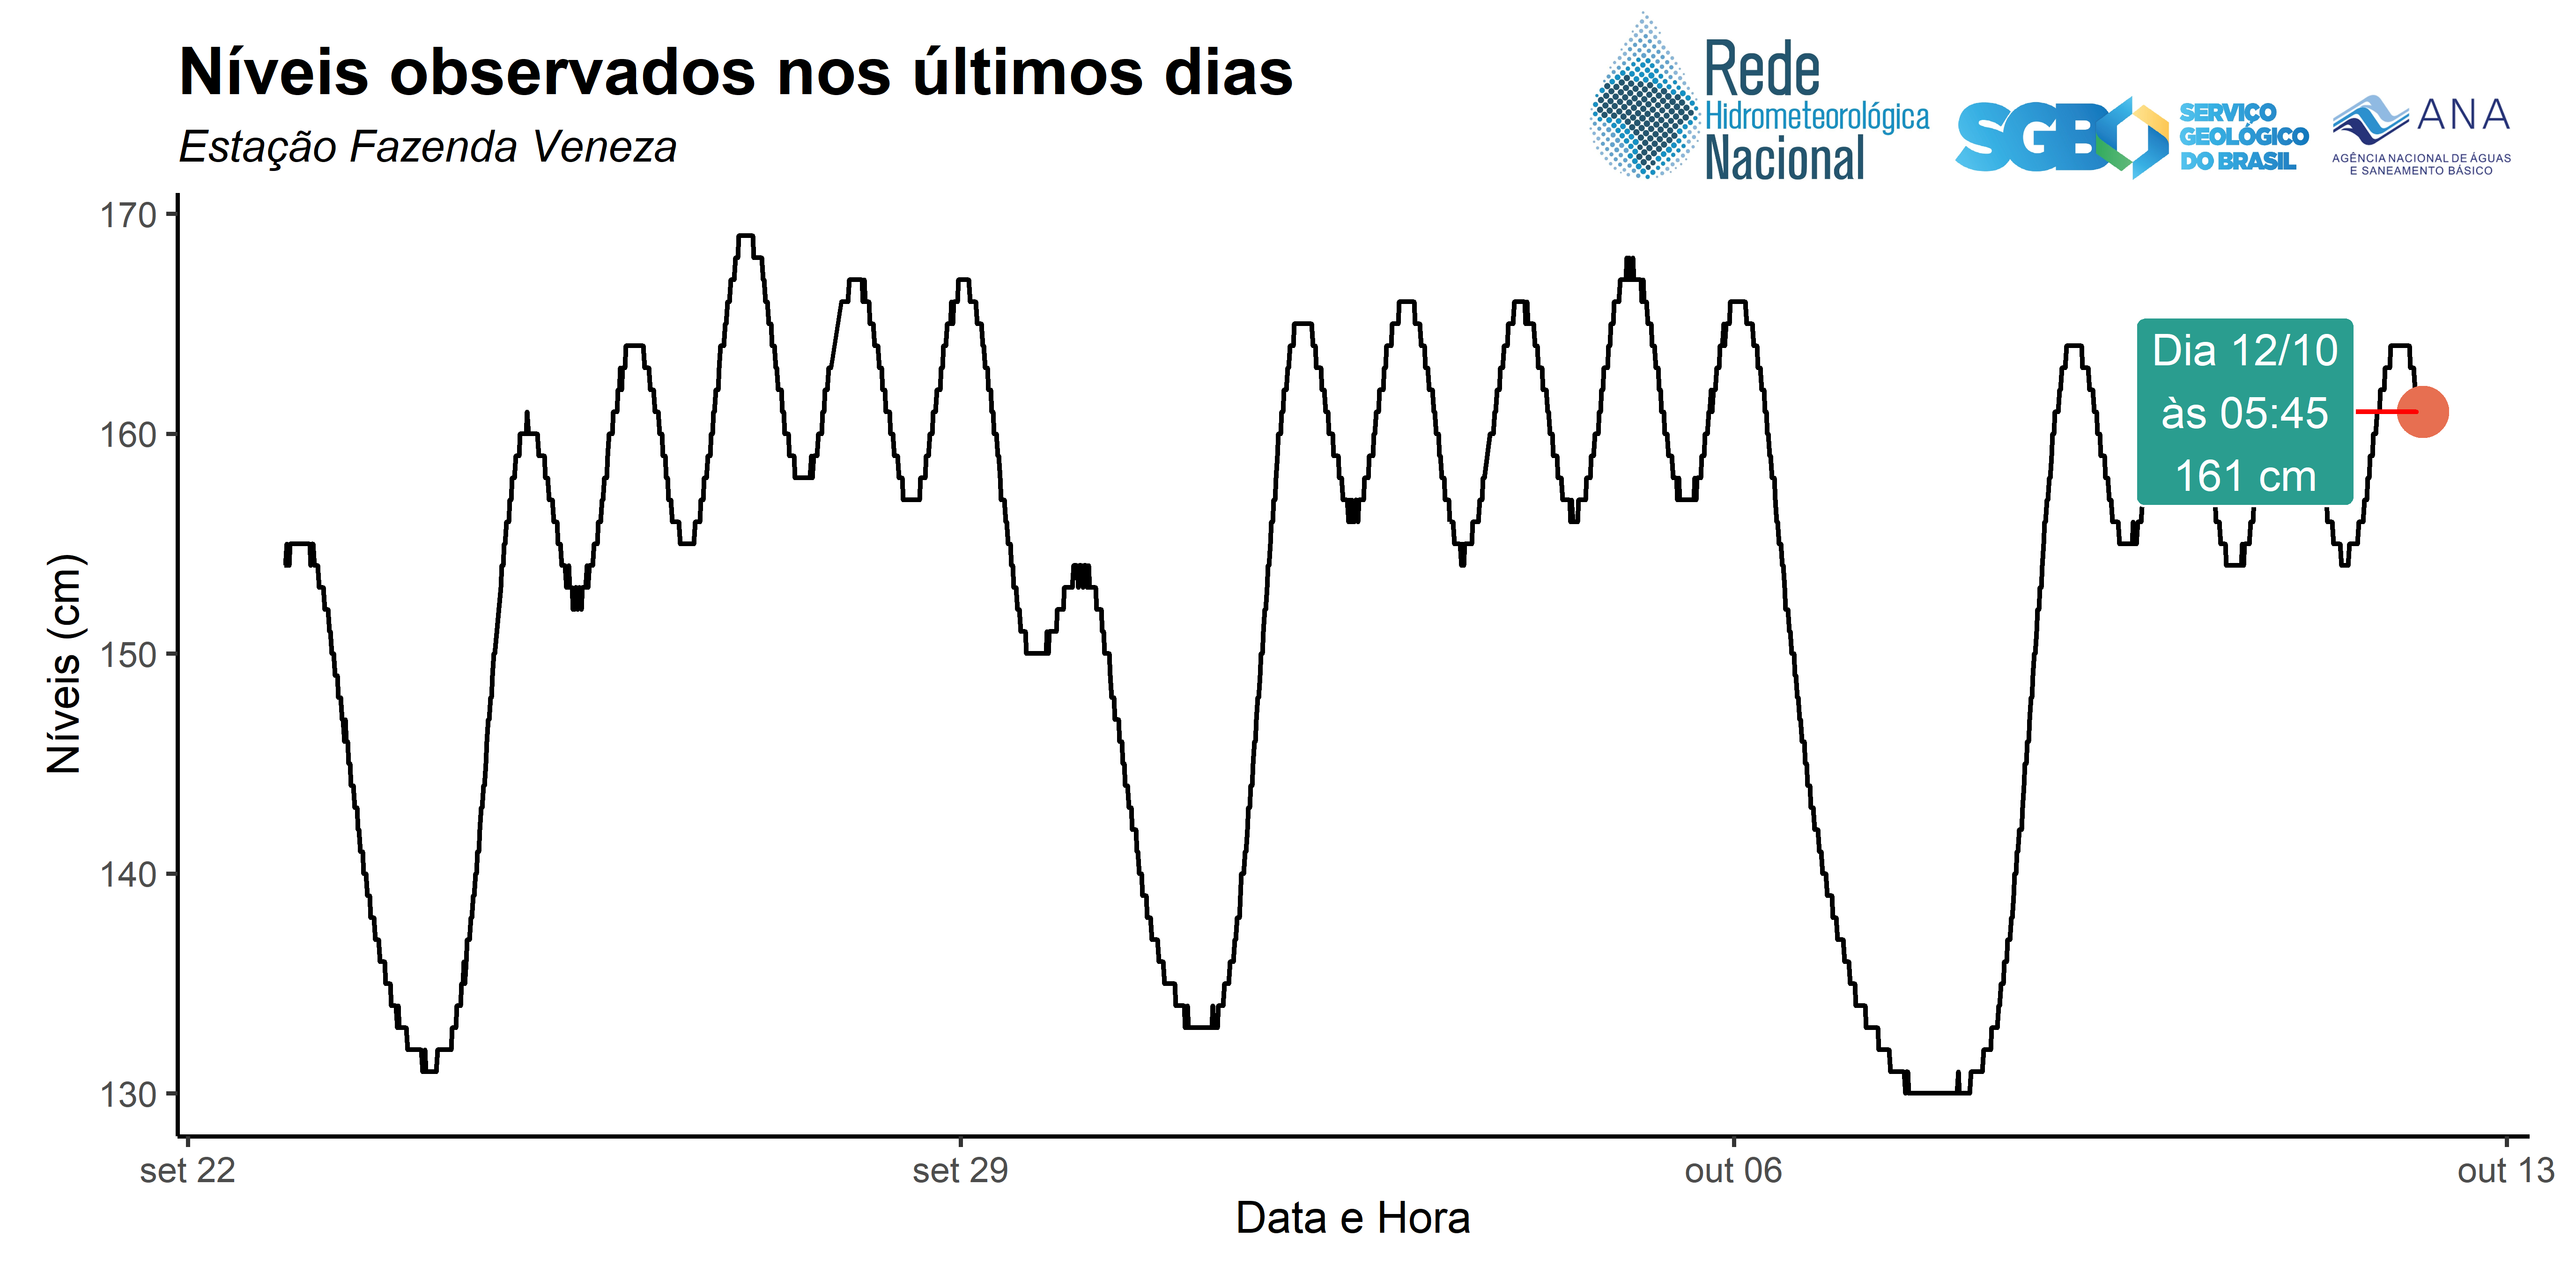 Níveis observados nos últimos dias
Estação Fazenda Veneza
Rede
Hidrometeorológica
Nacional
SGB
SERVIÇO
GEOLÓGICO
DO BRASIL
ANA
AGÊNCIA NACIONAL DE ÁGUAS
E SANEAMENTO BÁSICO
Níveis (cm)
170
160
150
140
130
Dia 12/10
às 05:45
161 cm
set 22
set 29
out 06
out 13
Data e Hora